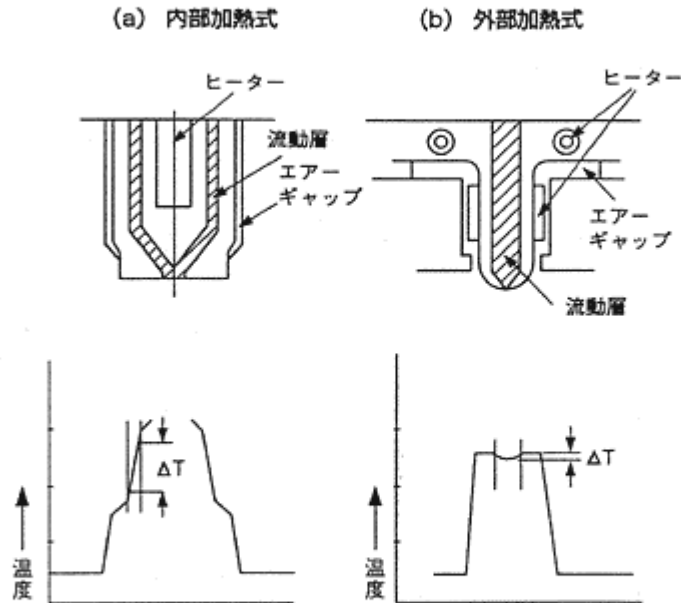 (a) 内部加熱式
(b) 外部加熱式
ヒーター
流動層
エアー
ギャップ
ヒーター
エアー
ギャップ
流動層
ΔT
温度
ΔT
温度